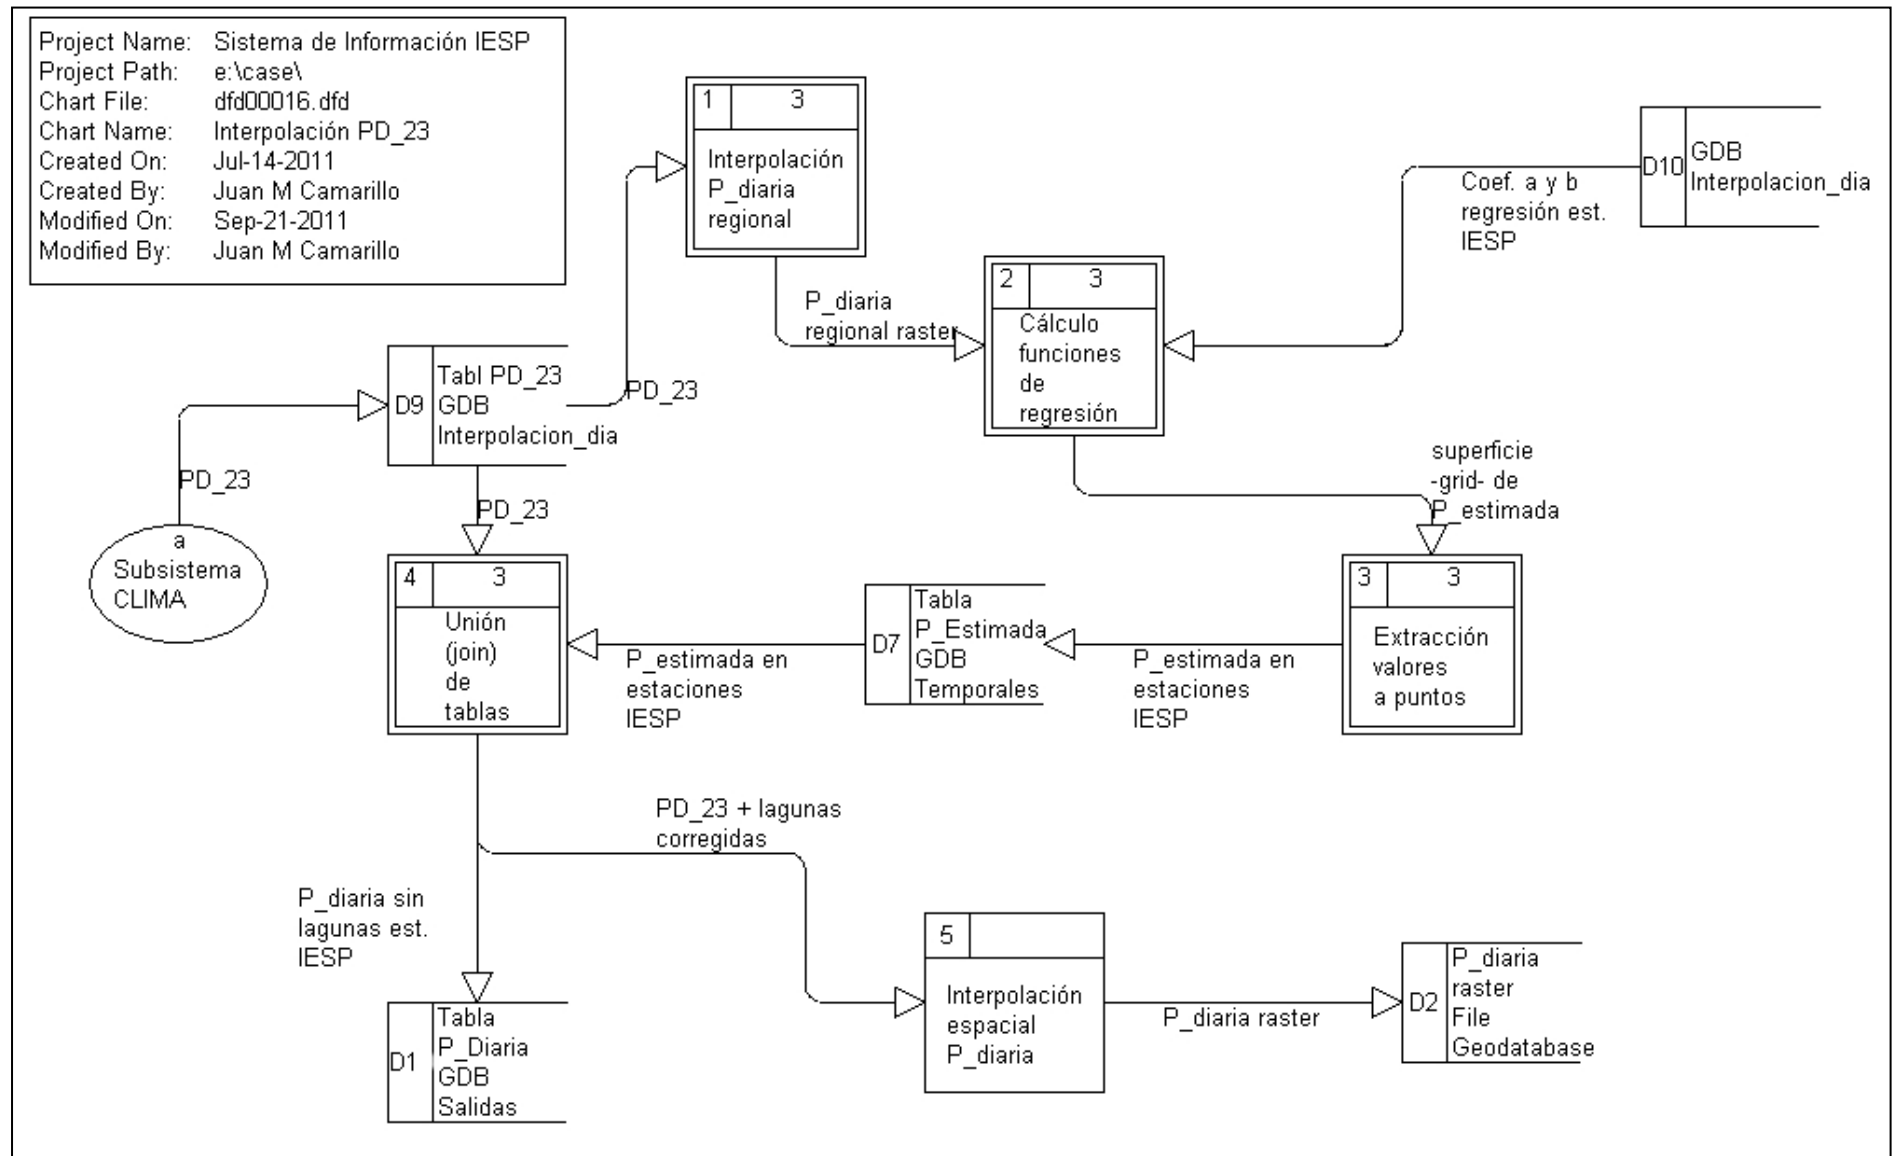 Project Name: Sistema de Información IESP
Project Path: e:\case\
Chart File: dfd00016.dfd
Chart Name: Interpolación PD_23
Created On: Jul-14-2011
Created By: Juan M Camarillo
Modified On: Sep-21-2011
Modified By: Juan M Camarillo
1 3
Interpolación
P_diaria
regional
D10
GDB
Interpolacion_dia
Coef. a y b
regresión est.
IESP
2 3
Cálculo
funciones
de
regresión
P_diaria
regional raster
D9
Tabl PD_23
GDB
Interpolacion_dia
PD_23
PD_23
PD_23
a
Subsistema
CLIMA
superficie
-grid- de
P_estimada
4 3
Unión
(join)
de
tablas
P_estimada en
estaciones
IESP
D7
Tabla
P_Estimada
GDB
Temporales
P_estimada en
estaciones
IESP
3 3
Extracción
valores
a puntos
PD_23 + lagunas
corregidas
P_diaria sin
lagunas est.
IESP
5
Interpolación
espacial
P_diaria
P_diaria raster
D2
P_diaria
raster
File
Geodatabase
D1
Tabla
P_Diaria
GDB
Salidas